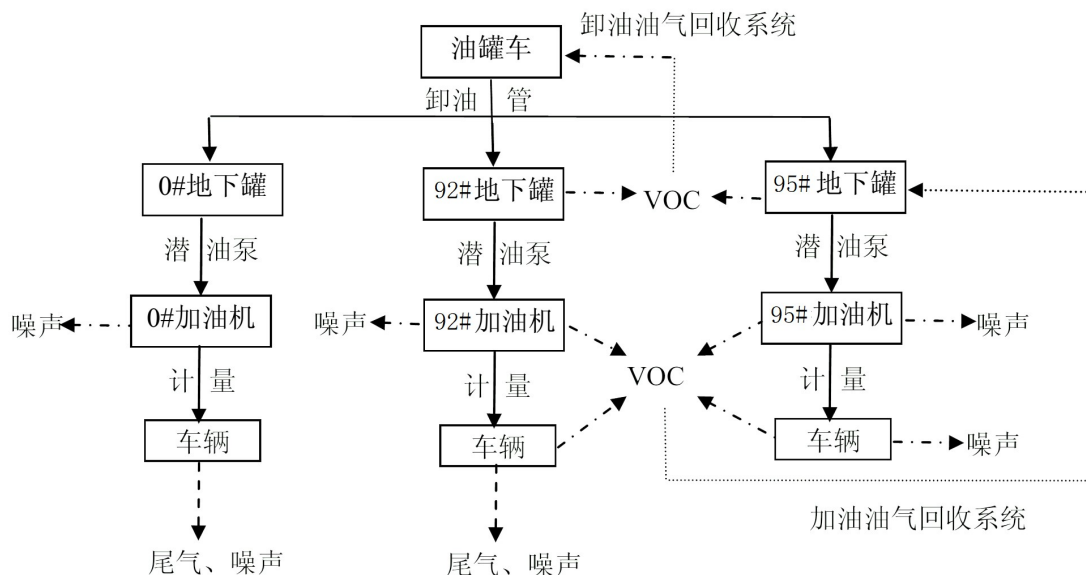 卸油油气回收系统
油罐车
卸油 管
0#地下罐
92#地下罐
VOC
95#地下罐
潜 油泵
潜 油泵
潜 油泵
噪声
0#加油机
噪声
92#加油机
95#加油机
噪声
VOC
计 量
计 量
计 量
车辆
车辆
车辆
噪声
加油油气回收系统
尾气、噪声
尾气、噪声